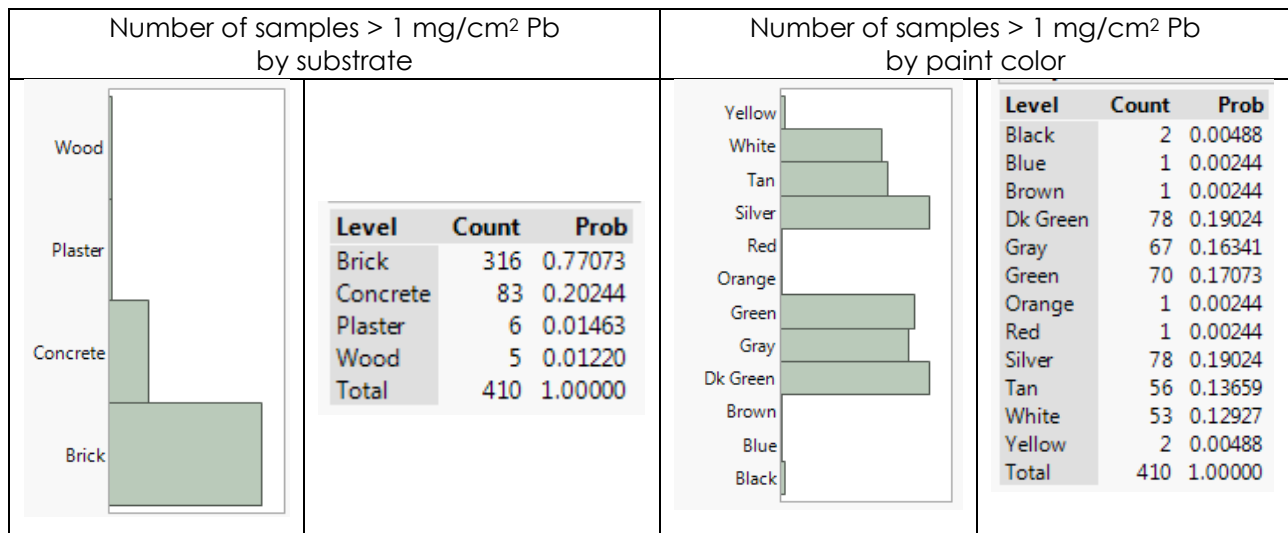 Number of samples > 1 mg/cm² Pb
by substrate
Number of samples > 1 mg/cm² Pb
by paint color
Wood
Plaster
Concrete
Brick
Level Count Prob
Brick 316 0.77073
Concrete 83 0.20244
Plaster 6 0.01463
Wood 5 0.01220
Total 410 1.00000
Yellow
White
Tan
Silver
Red
Orange
Green
Gray
Dk Green
Brown
Blue
Black
Level Count Prob
Black 2 0.00488
Blue 1 0.00244
Brown 1 0.00244
Dk Green 78 0.19024
Gray 67 0.16341
Green 70 0.17073
Orange 1 0.00244
Red 1 0.00244
Silver 78 0.19024
Tan 56 0.13659
White 53 0.12927
Yellow 2 0.00488
Total 410 1.00000